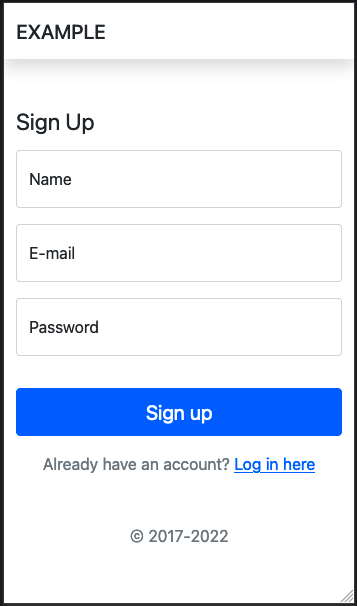 EXAMPLE
Sign Up
Name
E-mail
Password
Sign up
Already have an account? Log in here
© 2017-2022